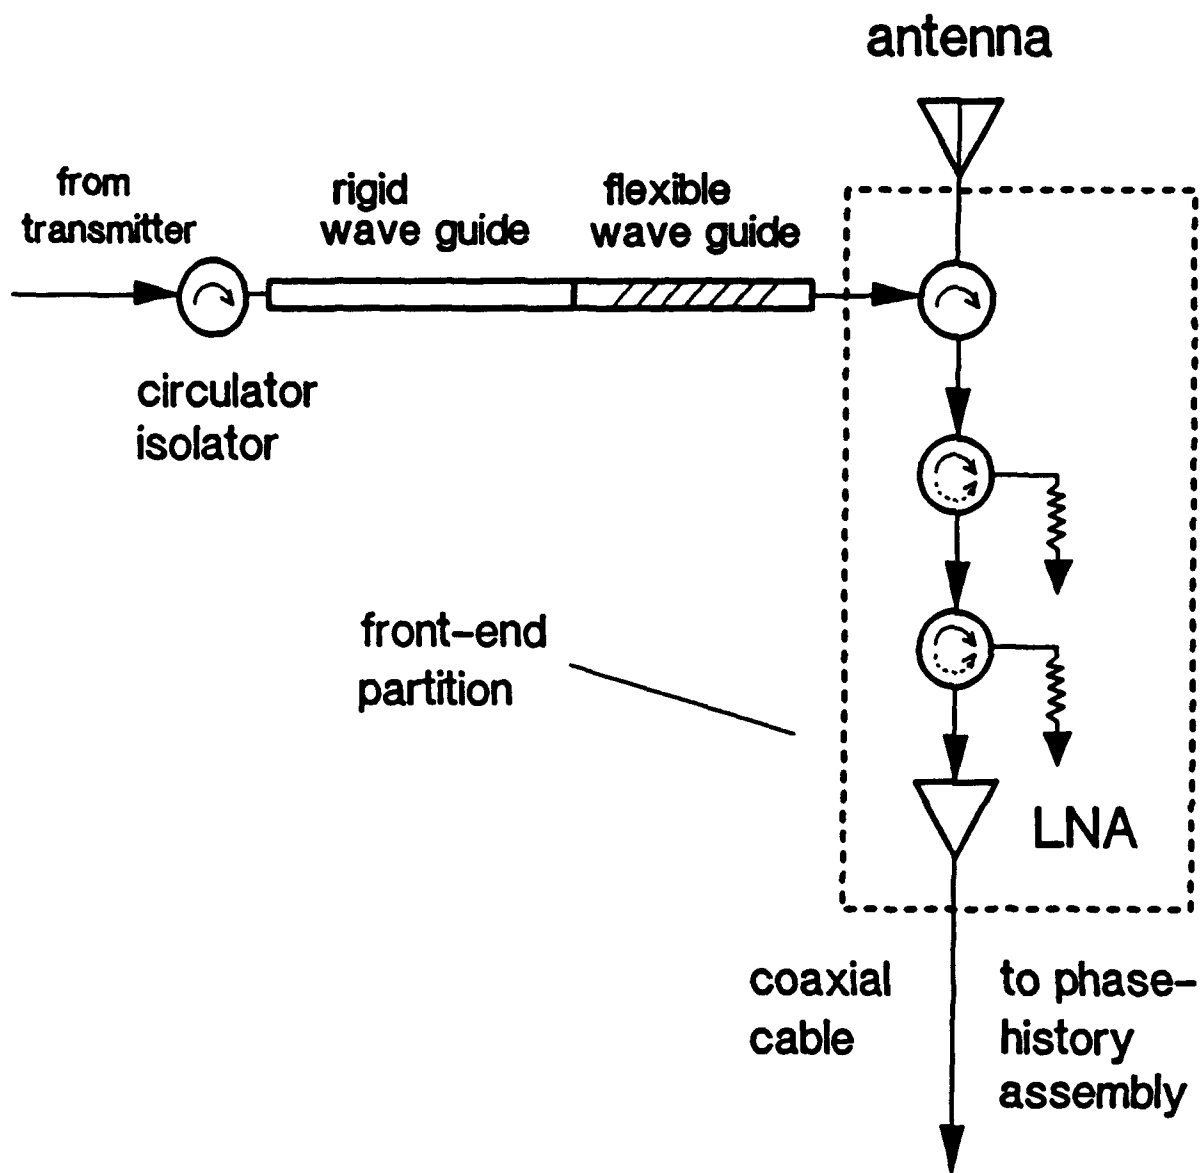 antenna
from
transmitter
rigid
wave guide
flexible
wave guide
circulator
isolator
front-end
partition
LNA
coaxial
cable
to phase-
history
assembly